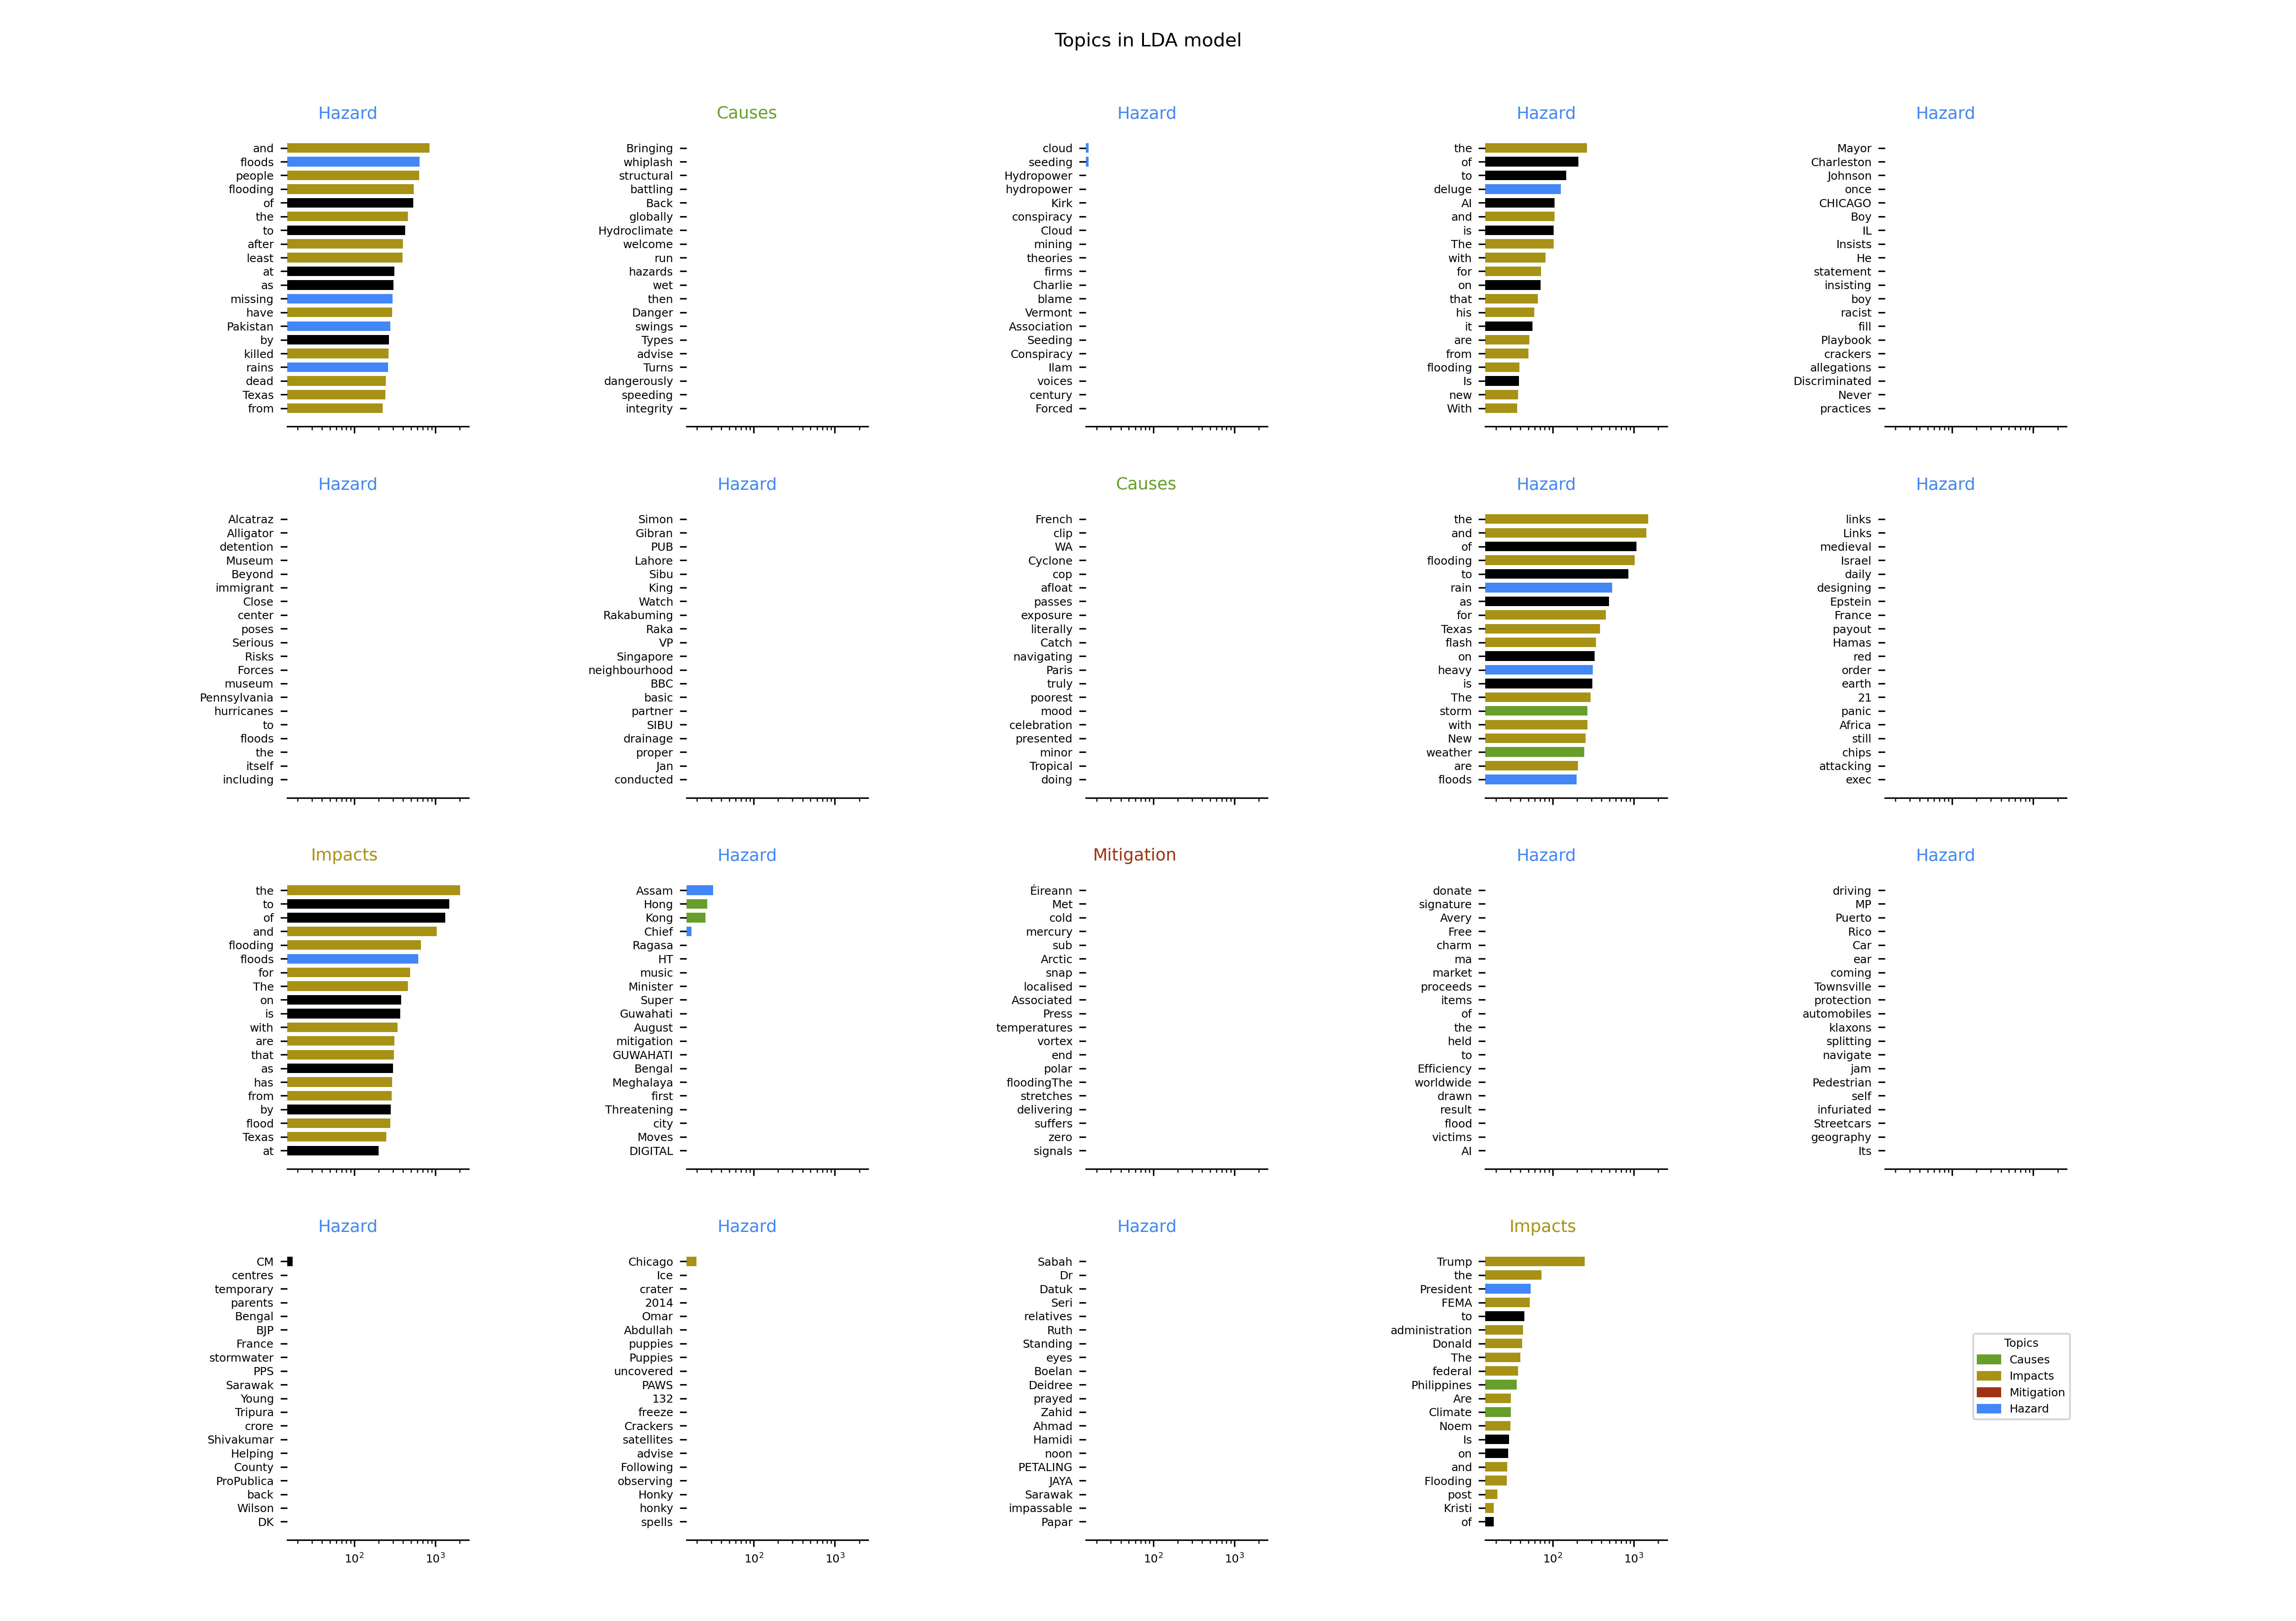 Topics in LDA model
Hazard
and
floods
people
flooding
of
the
to
after
least
at
as
missing
have
Pakistan
by
killed
rains
dead
Texas
from
Causes
Bringing
whiplash
structural
battling
Back
globally
Hydroclimate
welcome
run
hazards
wet
then
Danger
swings
Types
advise
Turns
dangerously
speeding
integrity
Hazard
cloud
seeding
Hydropower
hydropower
Kirk
conspiracy
Cloud
mining
theories
firms
Charlie
blame
Vermont
Association
Seeding
Conspiracy
Ilam
voices
century
Forced
Hazard
the
of
to
deluge
AI
and
is
The
with
for
on
that
his
it
are
from
flooding
Is
new
With
Hazard
Mayor
Charleston
Johnson
once
CHICAGO
Boy
IL
Insists
He
statement
insisting
boy
racist
fill
Playbook
crackers
allegations
Discriminated
Never
practices
Hazard
Alcatraz
Alligator
detention
Museum
Beyond
immigrant
Close
center
poses
Serious
Risks
Forces
museum
Pennsylvania
hurricanes
to
floods
the
itself
including
Hazard
Simon
Gibran
PUB
Lahore
Sibu
King
Watch
Rakabuming
Raka
VP
Singapore
neighbourhood
BBC
basic
partner
SIBU
drainage
proper
Jan
conducted
Causes
French
clip
WA
Cyclone
cop
afloat
passes
exposure
literally
Catch
navigating
Paris
truly
poorest
mood
celebration
presented
minor
Tropical
doing
Hazard
the
and
of
flooding
to
rain
as
for
Texas
flash
on
heavy
is
The
storm
with
New
weather
are
floods
Hazard
links
Links
medieval
Israel
daily
designing
Epstein
France
payout
Hamas
red
order
earth
21
panic
Africa
still
chips
attacking
exec
Impacts
the
to
of
and
flooding
floods
for
The
on
is
with
are
that
as
has
from
by
flood
Texas
at
Hazard
Assam
Hong
Kong
Chief
Ragasa
HT
music
Minister
Super
Guwahati
August
mitigation
GUWAHATI
Bengal
Meghalaya
first
Threatening
city
Moves
DIGITAL
Mitigation
Éireann
Met
cold
mercury
sub
Arctic
snap
localised
Associated
Press
temperatures
vortex
end
polar
floodingThe
stretches
delivering
suffers
zero
signals
Hazard
donate
signature
Avery
Free
charm
ma
market
proceeds
items
of
the
held
to
Efficiency
worldwide
drawn
result
flood
victims
AI
Hazard
driving
MP
Puerto
Rico
Car
ear
coming
Townsville
protection
automobiles
klaxons
splitting
navigate
jam
Pedestrian
self
infuriated
Streetcars
geography
Its
Hazard
CM
centres
temporary
parents
Bengal
BJP
France
stormwater
PPS
Sarawak
Young
Tripura
crore
Shivakumar
Helping
County
ProPublica
back
Wilson
DK
10² 10³
Hazard
Chicago
Ice
crater
2014
Omar
Abdullah
puppies
Puppies
uncovered
PAWS
132
freeze
Crackers
satellites
advise
Following
observing
Honky
honky
spells
10² 10³
Hazard
Sabah
Dr
Datuk
Seri
relatives
Ruth
Standing
eyes
Boelan
Deidree
prayed
Zahid
Ahmad
Hamidi
noon
PETALING
JAYA
Sarawak
impassable
Papar
10² 10³
Impacts
Trump
the
President
FEMA
to
administration
Donald
The
federal
Philippines
Are
Climate
Noem
Is
on
and
Flooding
post
Kristi
of
10² 10³
Topics
Causes
Impacts
Mitigation
Hazard